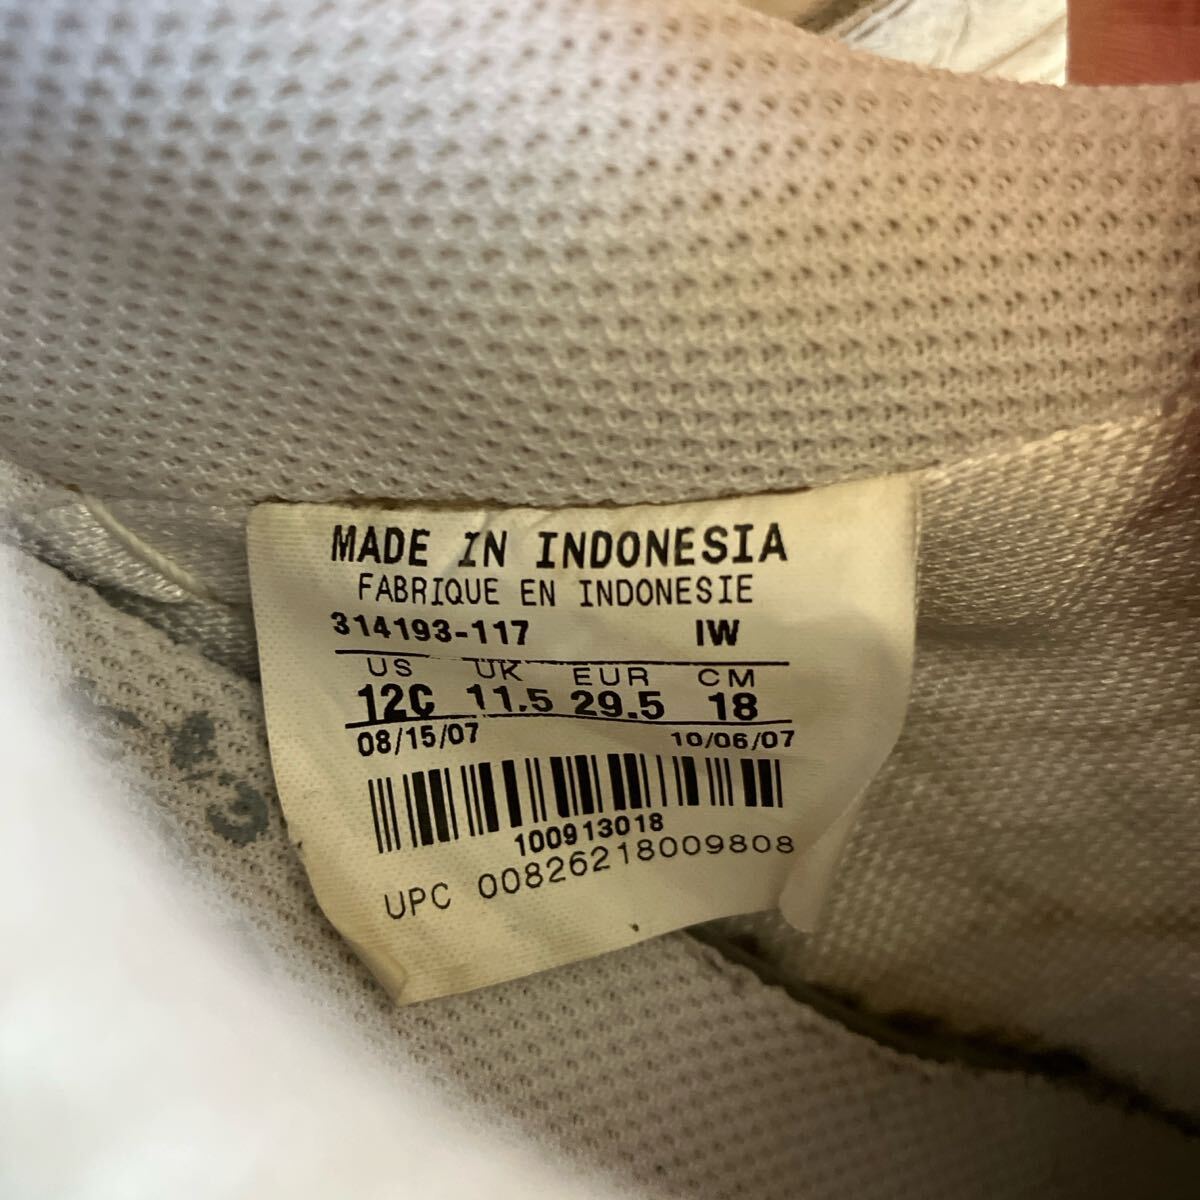 MADE IN INDONESIA
FABRIQUE EN INDONESIE
314193-117 IW
US UK EUR CM
12C 11.5 29.5 18
08/15/07 10/06/07
100913018
UPC 00826218009808